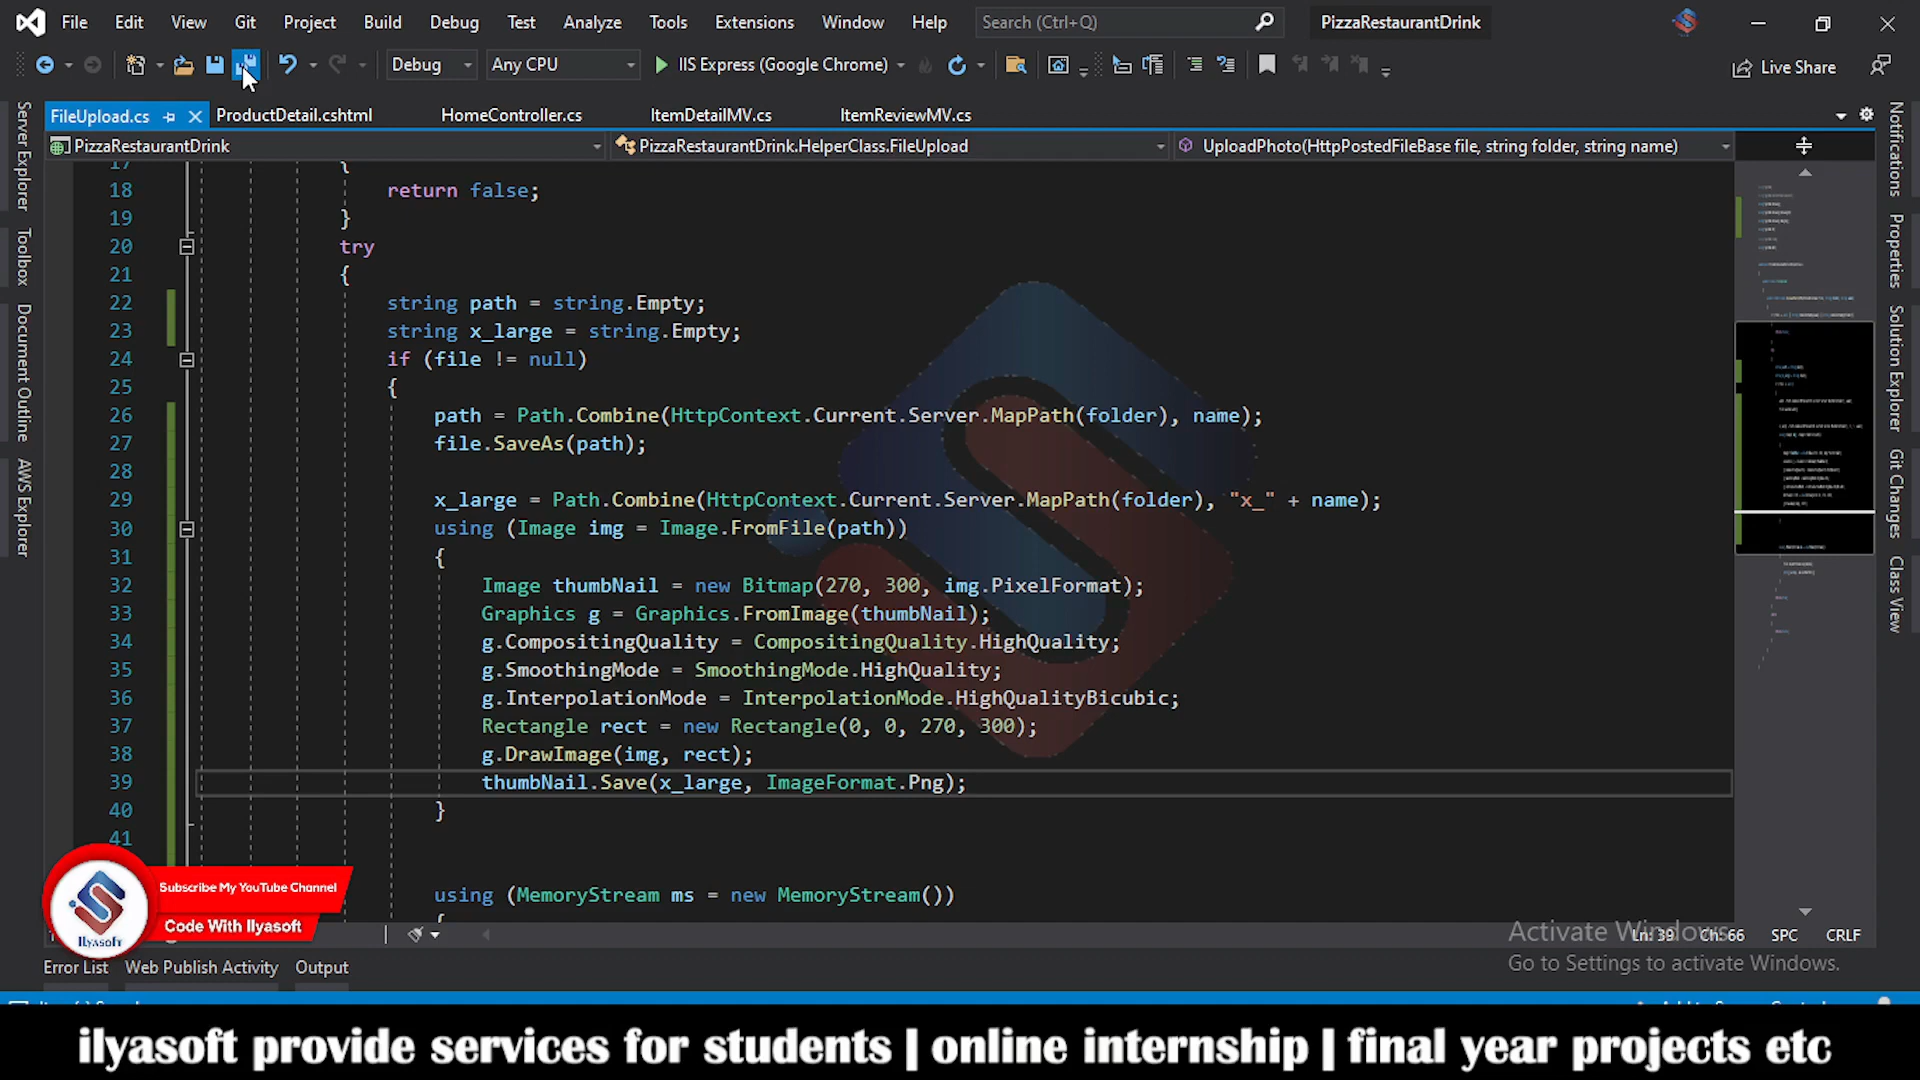 File Edit View Git Project Build Debug Test Analyze Tools Extensions Window Help Search (Ctrl+Q) PizzaRestaurantDrink
Debug Any CPU IIS Express (Google Chrome) Live Share
FileUpload.cs ProductDetail.cshtml HomeController.cs ItemDetailMV.cs ItemReviewMV.cs
PizzaRestaurantDrink PizzaRestaurantDrink.HelperClass.FileUpload UploadPhoto(HttpPostedFileBase file, string folder, string name)
Server Explorer
Toolbox
Document Outline
AWS Explorer
17 {
18 return false;
19 }
20 try
21 {
22 string path = string.Empty;
23 string x_large = string.Empty;
24 if (file != null)
25 {
26 path = Path.Combine(HttpContext.Current.Server.MapPath(folder), name);
27 file.SaveAs(path);
28
29 x_large = Path.Combine(HttpContext.Current.Server.MapPath(folder), "x_" + name);
30 using (Image img = Image.FromFile(path))
31 {
32 Image thumbNail = new Bitmap(270, 300, img.PixelFormat);
33 Graphics g = Graphics.FromImage(thumbNail);
34 g.CompositingQuality = CompositingQuality.HighQuality;
35 g.SmoothingMode = SmoothingMode.HighQuality;
36 g.InterpolationMode = InterpolationMode.HighQualityBicubic;
37 Rectangle rect = new Rectangle(0, 0, 270, 300);
38 g.DrawImage(img, rect);
39 thumbNail.Save(x_large, ImageFormat.Png);
40 }
41
using (MemoryStream ms = new MemoryStream())
{
Notifications
Properties
Solution Explorer
Git Changes
Class View
Subscribe My YouTube Channel
Code With Ilyasoft
Ilyasoft
Ln: 39 Ch: 66 SPC CRLF
Activate Windows
Go to Settings to activate Windows.
Error List Web Publish Activity Output
ilyasoft provide services for students | online internship | final year projects etc